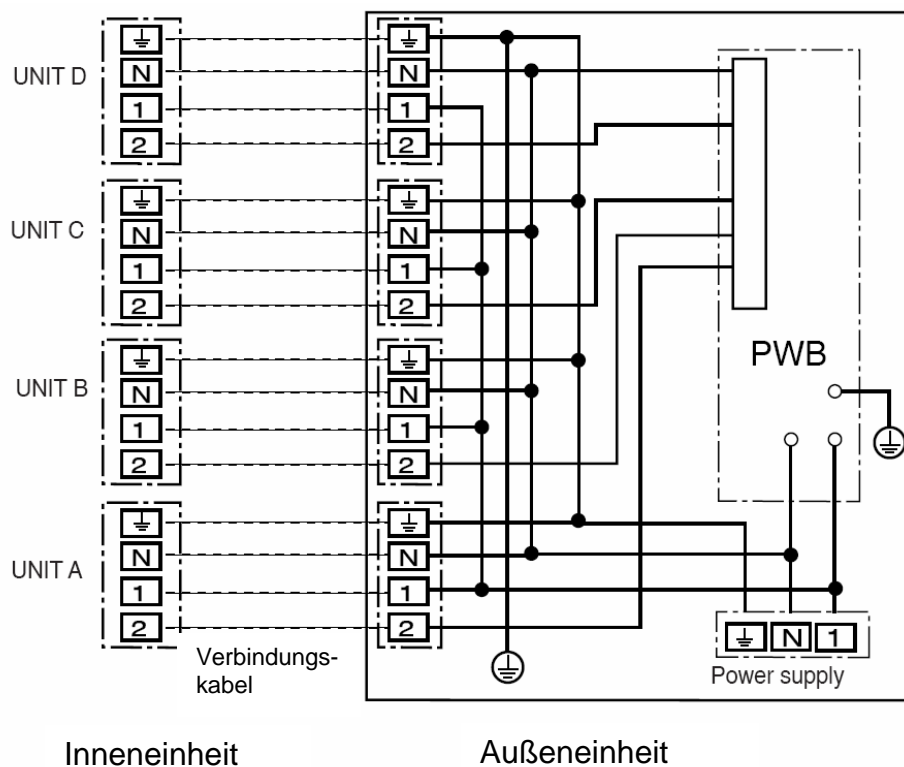 UNIT D
N N
1 1
2 2
UNIT C
N N
1 1
2 2
PWB
UNIT B
N N
1 1
2 2
UNIT A
N N
1 1
2 2
N 1
Verbindungs-
kabel
Power supply
Inneneinheit
Außeneinheit